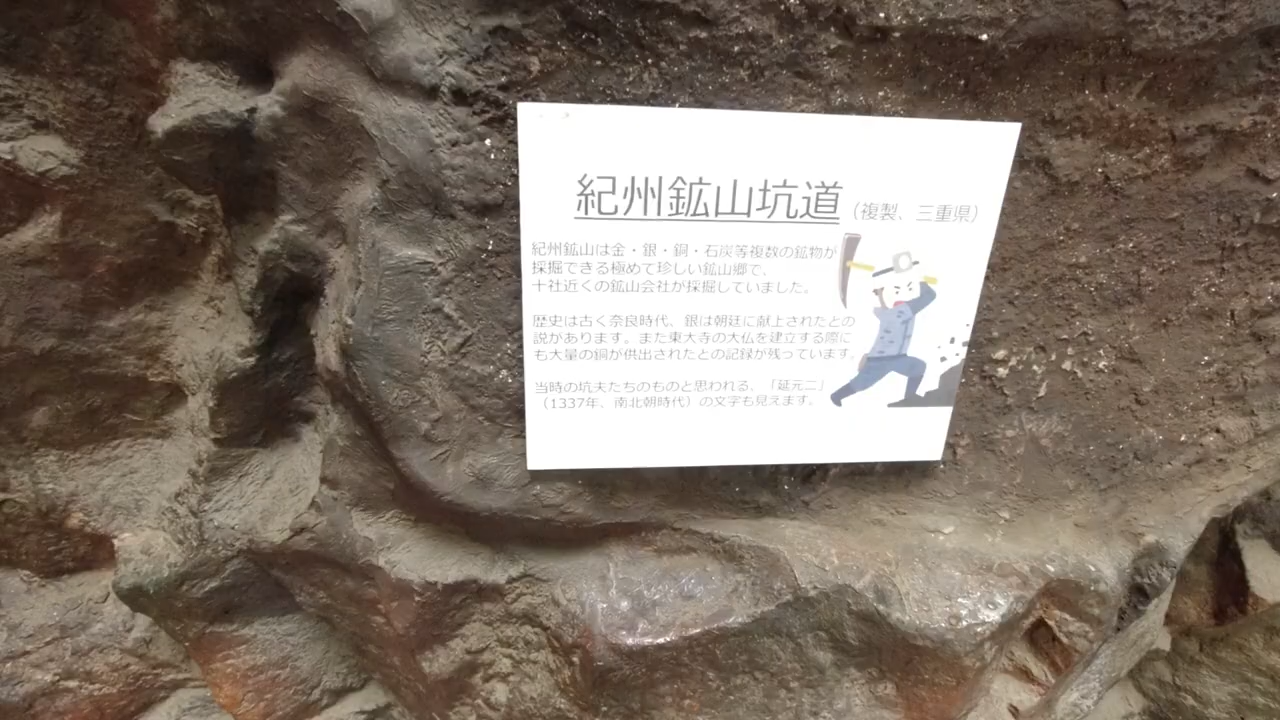 紀州鉱山坑道(複製、三重県)
紀州鉱山は金・銀・銅・石炭等複数の鉱物が
採掘できる極めて珍しい鉱山郷で、
十社近くの鉱山会社が採掘していました。
歴史は古く奈良時代、銀は朝廷に献上されたとの
説があります。また東大寺の大仏を建立する際に
も大量の銅が供出されたとの記録が残っています。
当時の坑夫たちのものと思われる、「延元二」
(1337年、南北朝時代)の文字も見えます。